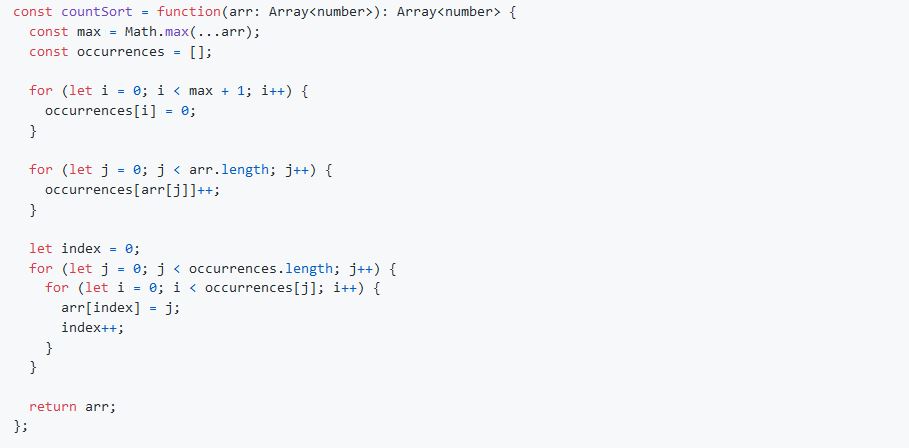 const countSort = function(arr: Array<number>): Array<number> {
  const max = Math.max(...arr);
  const occurrences = [];

  for (let i = 0; i < max + 1; i++) {
    occurrences[i] = 0;
  }

  for (let j = 0; j < arr.length; j++) {
    occurrences[arr[j]]++;
  }

  let index = 0;
  for (let j = 0; j < occurrences.length; j++) {
    for (let i = 0; i < occurrences[j]; i++) {
      arr[index] = j;
      index++;
    }
  }

  return arr;
};